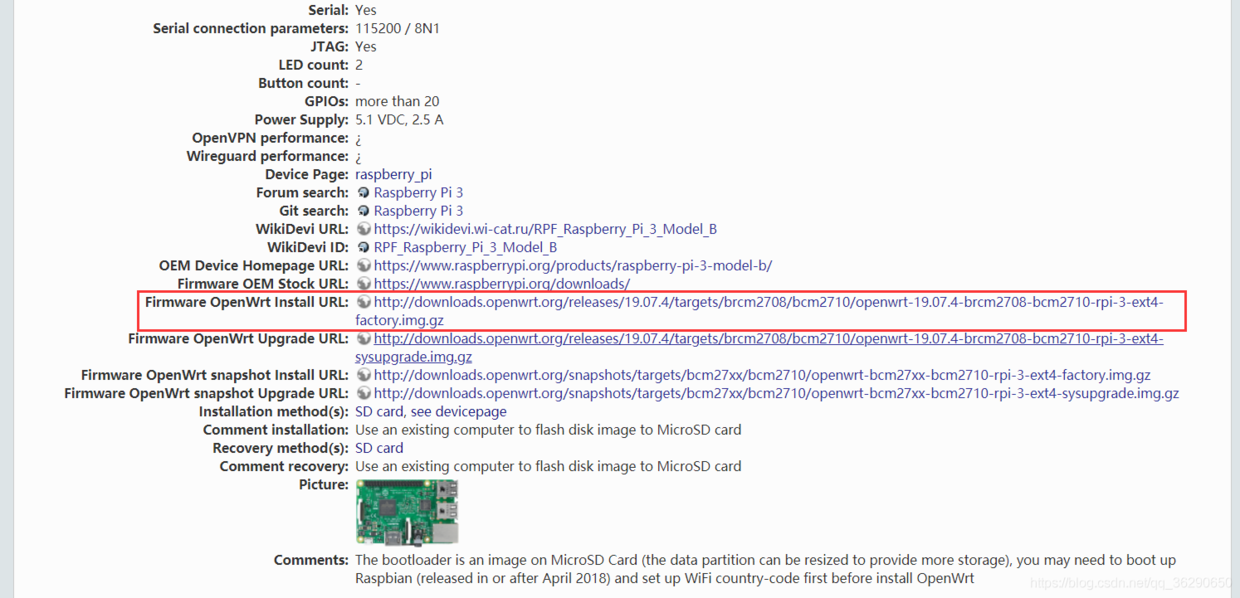 Serial: Yes
Serial connection parameters: 115200 / 8N1
JTAG: Yes
LED count: 2
Button count: -
GPIOs: more than 20
Power Supply: 5.1 VDC, 2.5 A
OpenVPN performance: ¿
Wireguard performance: ¿
Device Page: raspberry_pi
Forum search: Raspberry Pi 3
Git search: Raspberry Pi 3
WikiDevi URL: https://wikidevi.wi-cat.ru/RPF_Raspberry_Pi_3_Model_B
WikiDevi ID: RPF_Raspberry_Pi_3_Model_B
OEM Device Homepage URL: https://www.raspberrypi.org/products/raspberry-pi-3-model-b/
Firmware OEM Stock URL: https://www.raspberrypi.org/downloads/
Firmware OpenWrt Install URL: http://downloads.openwrt.org/releases/19.07.4/targets/brcm2708/bcm2710/openwrt-19.07.4-brcm2708-bcm2710-rpi-3-ext4-
factory.img.gz
Firmware OpenWrt Upgrade URL: http://downloads.openwrt.org/releases/19.07.4/targets/brcm2708/bcm2710/openwrt-19.07.4-brcm2708-bcm2710-rpi-3-ext4-
sysupgrade.img.gz
Firmware OpenWrt snapshot Install URL: http://downloads.openwrt.org/snapshots/targets/bcm27xx/bcm2710/openwrt-bcm27xx-bcm2710-rpi-3-ext4-factory.img.gz
Firmware OpenWrt snapshot Upgrade URL: http://downloads.openwrt.org/snapshots/targets/bcm27xx/bcm2710/openwrt-bcm27xx-bcm2710-rpi-3-ext4-sysupgrade.img.gz
Installation method(s): SD card, see devicepage
Comment installation: Use an existing computer to flash disk image to MicroSD card
Recovery method(s): SD card
Comment recovery: Use an existing computer to flash disk image to MicroSD card
Picture:
Comments: The bootloader is an image on MicroSD Card (the data partition can be resized to provide more storage), you may need to boot up
Raspbian (released in or after April 2018) and set up WiFi country-code first before install OpenWrt
https://blog.csdn.net/qq_36290650